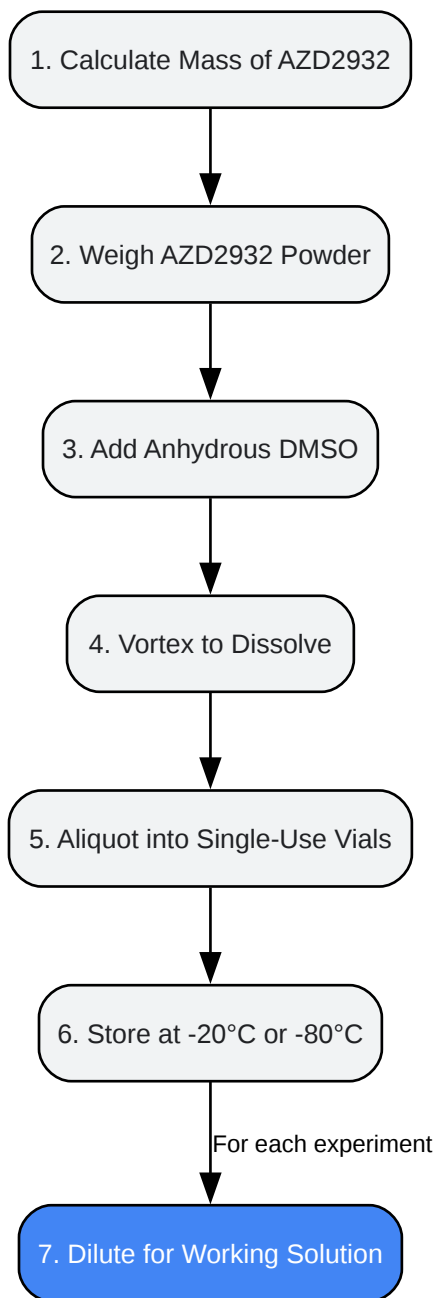 1. Calculate Mass of AZD2932
2. Weigh AZD2932 Powder
3. Add Anhydrous DMSO
4. Vortex to Dissolve
5. Aliquot into Single-Use Vials
6. Store at -20°C or -80°C
For each experiment
7. Dilute for Working Solution